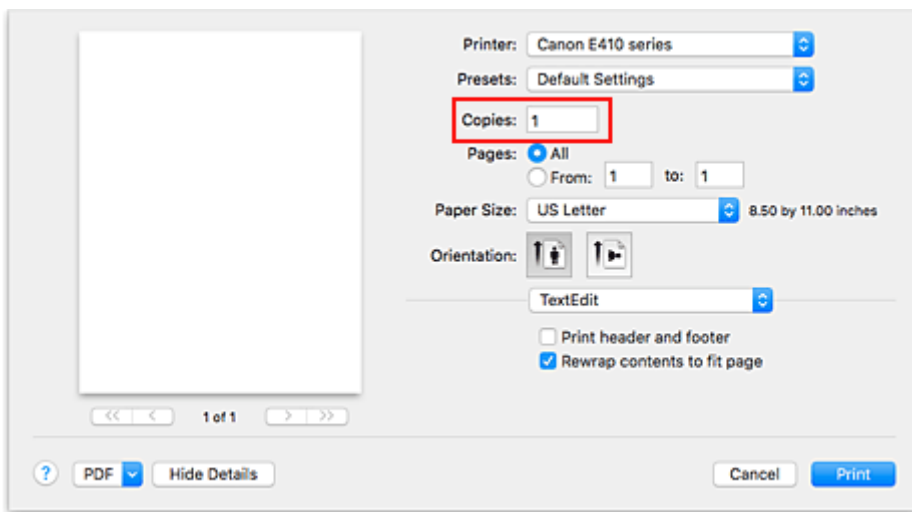 Printer: Canon E410 series
Presets: Default Settings
Copies: 1
Pages: All
From: 1 to: 1
Paper Size: US Letter 8.50 by 11.00 inches
Orientation:
TextEdit
Print header and footer
Rewrap contents to fit page
<< < 1 of 1 > >>
? PDF Hide Details Cancel Print